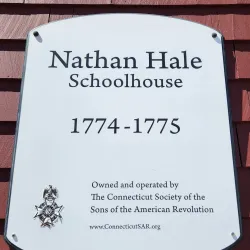 Nathan Hale
Schoolhouse
1774-1775
Owned and operated by
The Connecticut Society of the
Sons of the American Revolution
www.ConnecticutSAR.org